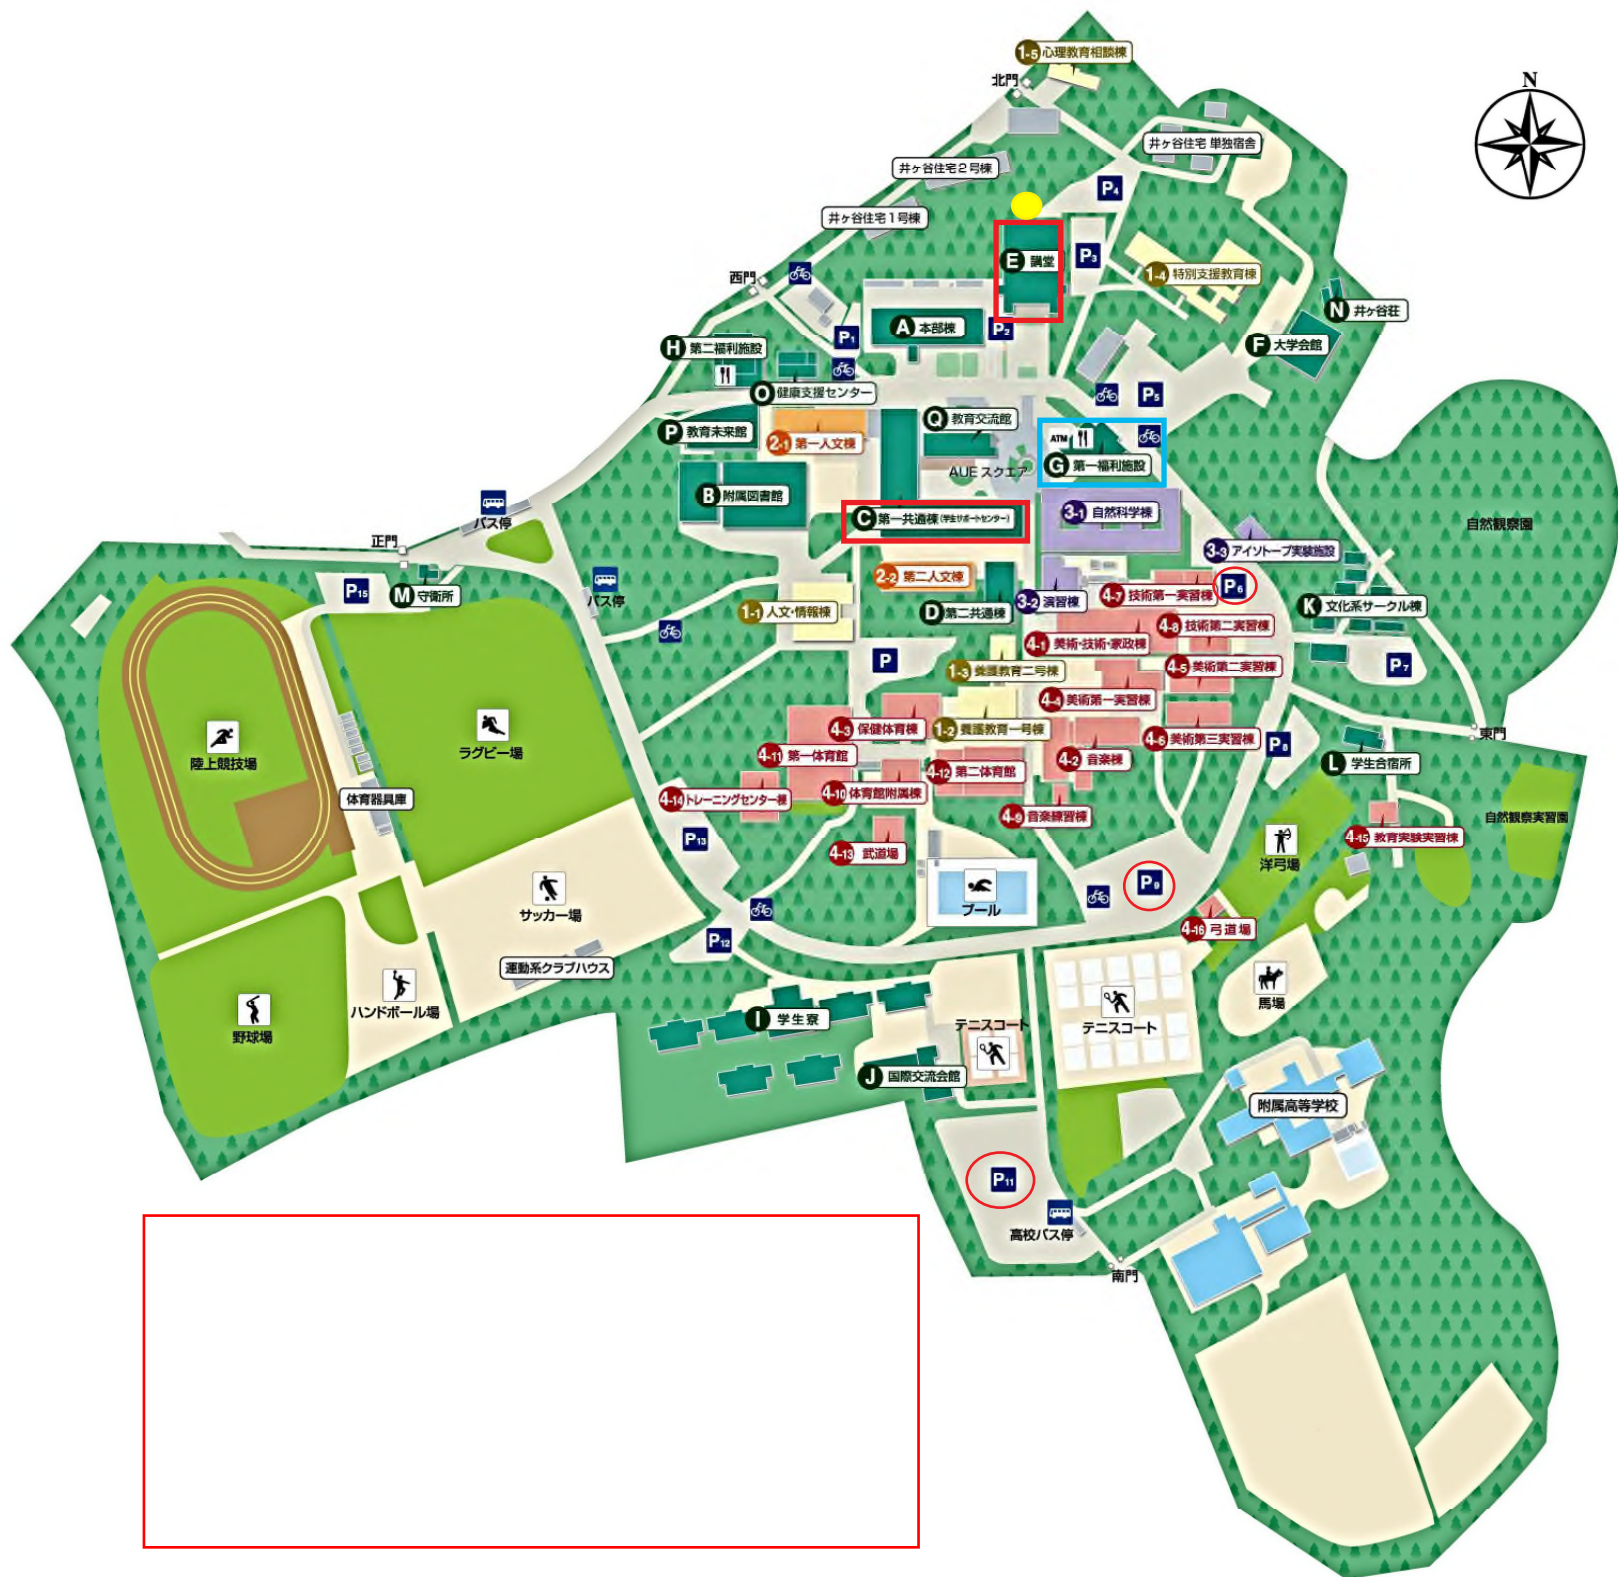 N
1-5 心理教育相談棟
北門
井ヶ谷住宅 単独宿舎
井ヶ谷住宅2号棟
P4
井ヶ谷住宅1号棟
E 講堂
P3
1-4 特別支援教育棟
西門
N 井ヶ谷荘
A 本部棟
P2
P1
F 大学会館
H 第二福利施設
O 健康支援センター
P5
Q 教育交流館
P 教育未来館
2-1 第一人文棟
ATM
G 第一福利施設
AUE スクエア
B 附属図書館
バス停
C 第一共通棟(学生サポートセンター)
3-1 自然科学棟
自然観察園
正門
3-3 アイソトープ実験施設
2-2 第二人文棟
バス停
P15
M 守衛所
3-2 演習棟
4-7 技術第一実習棟
P6
1-1 人文・情報棟
D 第二共通棟
K 文化系サークル棟
4-8 技術第二実習棟
4-1 美術・技術・家政棟
P
1-3 養護教育二号棟
4-5 美術第二実習棟
P7
4-4 美術第一実習棟
4-3 保健体育棟
1-2 養護教育一号棟
4-6 美術第三実習棟
P8
東門
ラグビー場
陸上競技場
4-11 第一体育館
4-2 音楽棟
L 学生合宿所
4-12 第二体育館
体育器具庫
4-14 トレーニングセンター棟
4-10 体育館附属棟
4-9 音楽練習棟
自然観察実習園
P13
4-13 武道場
洋弓場
4-15 教育実験実習棟
P9
サッカー場
プール
4-16 弓道場
P12
運動系クラブハウス
ハンドボール場
馬場
野球場
I 学生寮
テニスコート
テニスコート
J 国際交流会館
附属高等学校
P11
高校バス停
南門